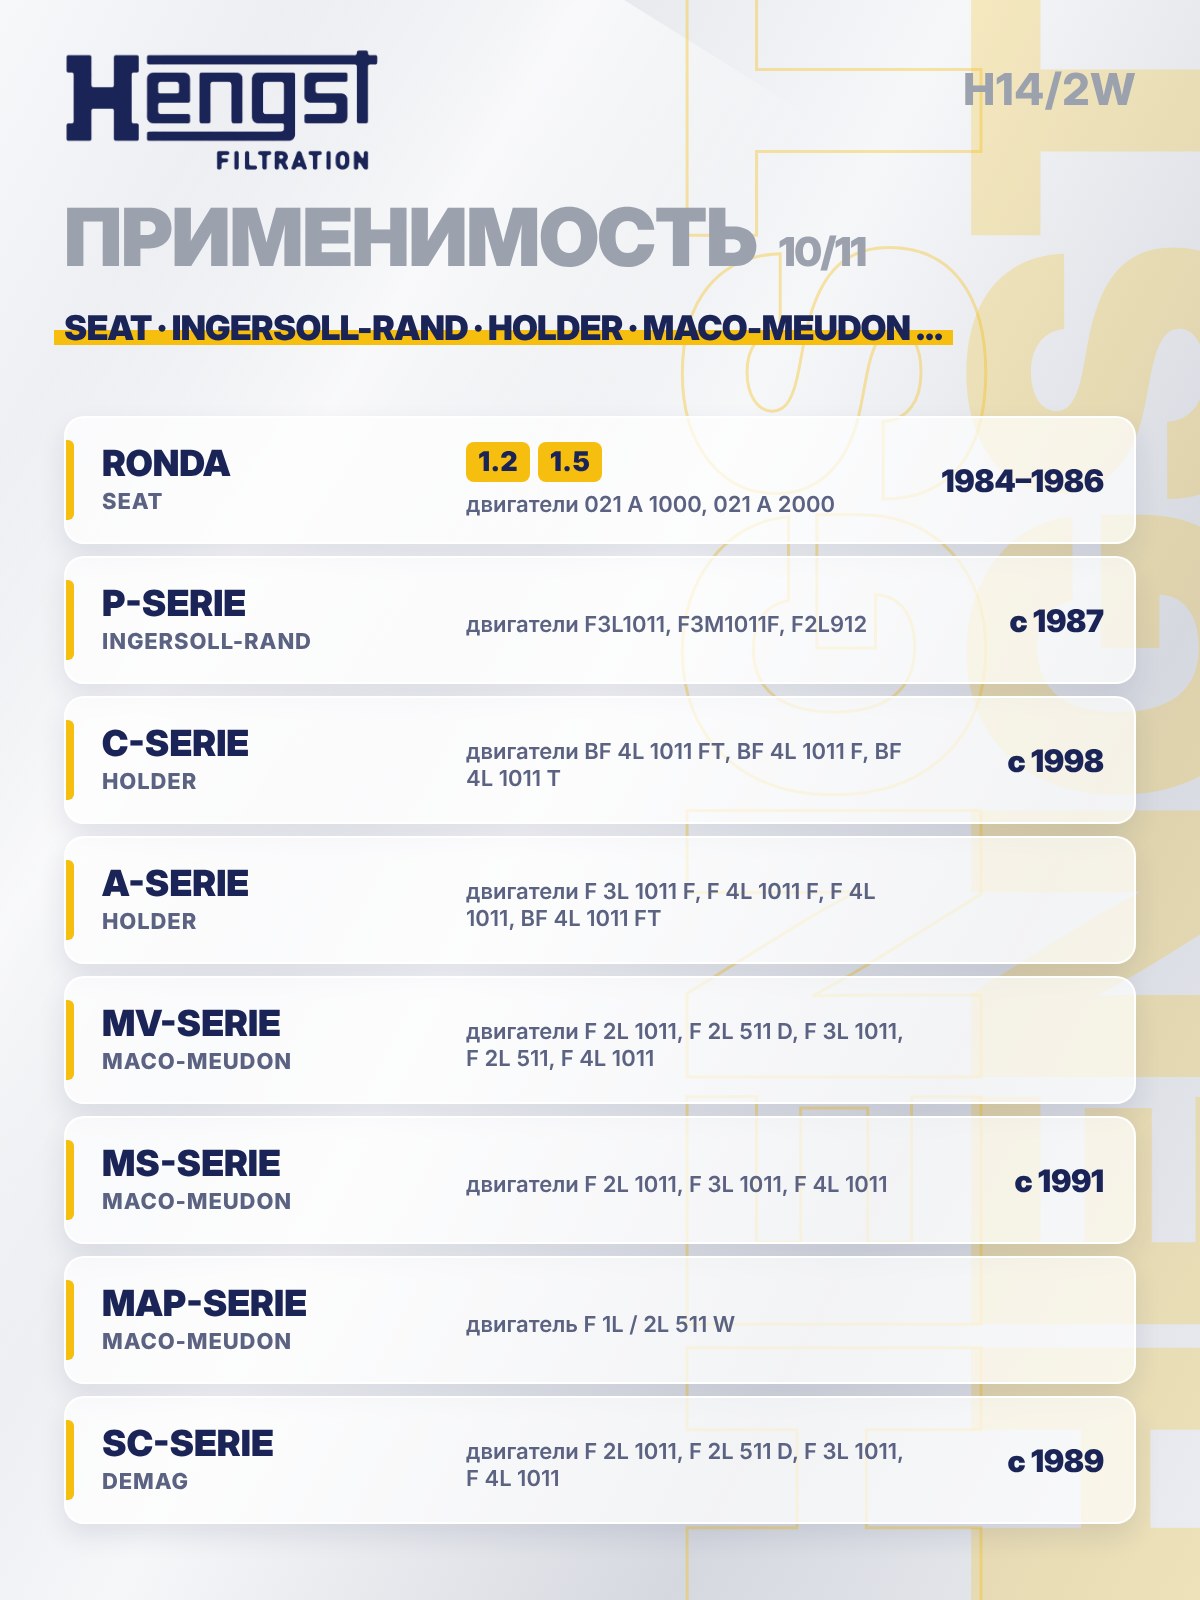 Hengst
FILTRATION
H14/2W
ПРИМЕНИМОСТЬ 10/11
SEAT · INGERSOLL-RAND · HOLDER · MACO-MEUDON ...
RONDA
SEAT
1.2 1.5
двигатели 021 A 1000, 021 A 2000
1984–1986
P-SERIE
INGERSOLL-RAND
двигатели F3L1011, F3M1011F, F2L912
с 1987
C-SERIE
HOLDER
двигатели BF 4L 1011 FT, BF 4L 1011 F, BF
4L 1011 T
с 1998
A-SERIE
HOLDER
двигатели F 3L 1011 F, F 4L 1011 F, F 4L
1011, BF 4L 1011 FT
MV-SERIE
MACO-MEUDON
двигатели F 2L 1011, F 2L 511 D, F 3L 1011,
F 2L 511, F 4L 1011
MS-SERIE
MACO-MEUDON
двигатели F 2L 1011, F 3L 1011, F 4L 1011
с 1991
MAP-SERIE
MACO-MEUDON
двигатель F 1L / 2L 511 W
SC-SERIE
DEMAG
двигатели F 2L 1011, F 2L 511 D, F 3L 1011,
F 4L 1011
с 1989
HENGST
HENGST